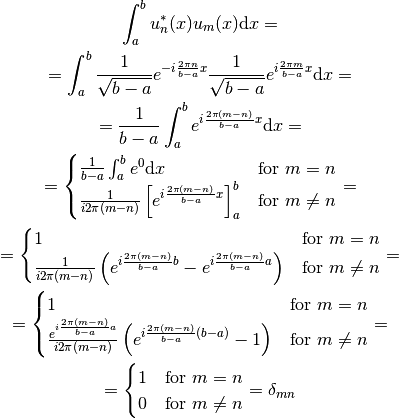 \int_a^b u_n^*(x) u_m(x) \mathrm{d}x =
= \int_a^b \frac{1}{\sqrt{b-a}} e^{-i\frac{2\pi n}{b-a}x} \frac{1}{\sqrt{b-a}} e^{i\frac{2\pi m}{b-a}x} \mathrm{d}x =
= \frac{1}{b-a} \int_a^b e^{i\frac{2\pi(m-n)}{b-a}x} \mathrm{d}x =
= \begin{cases} \frac{1}{b-a} \int_a^b e^0 \mathrm{d}x & \text{for } m = n \\ \frac{1}{i2\pi(m-n)} \left[ e^{i\frac{2\pi(m-n)}{b-a}x} \right]_a^b & \text{for } m \neq n \end{cases} =
= \begin{cases} 1 & \text{for } m = n \\ \frac{1}{i2\pi(m-n)} \left( e^{i\frac{2\pi(m-n)}{b-a}b} - e^{i\frac{2\pi(m-n)}{b-a}a} \right) & \text{for } m \neq n \end{cases} =
= \begin{cases} 1 & \text{for } m = n \\ \frac{e^{i\frac{2\pi(m-n)}{b-a}a}}{i2\pi(m-n)} \left( e^{i\frac{2\pi(m-n)}{b-a}(b-a)} - 1 \right) & \text{for } m \neq n \end{cases} =
= \begin{cases} 1 & \text{for } m = n \\ 0 & \text{for } m \neq n \end{cases} = \delta_{mn}